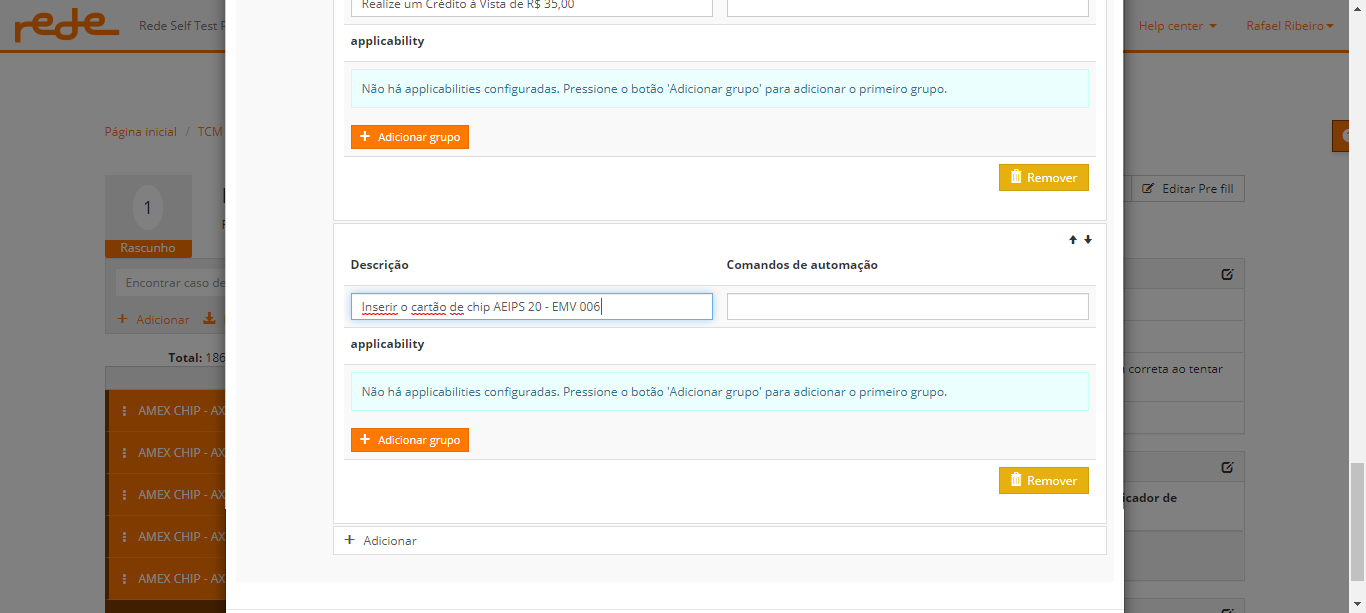 rede
Rede Self Test
Help center
Rafael Ribeiro
Realize um Crédito à Vista de R$ 35,00
applicability
Não há applicabilities configuradas. Pressione o botão 'Adicionar grupo' para adicionar o primeiro grupo.
+ Adicionar grupo
Remover
Página inicial / TCM
1
Rascunho
Editar Pre fill
Encontrar caso de
+ Adicionar
Total: 186
AMEX CHIP - AX
AMEX CHIP - AX
AMEX CHIP - AX
AMEX CHIP - AX
AMEX CHIP - AX
Descrição
Comandos de automação
Inserir o cartão de chip AEIPS 20 - EMV 006
applicability
Não há applicabilities configuradas. Pressione o botão 'Adicionar grupo' para adicionar o primeiro grupo.
+ Adicionar grupo
Remover
+ Adicionar
correta ao tentar
icador de